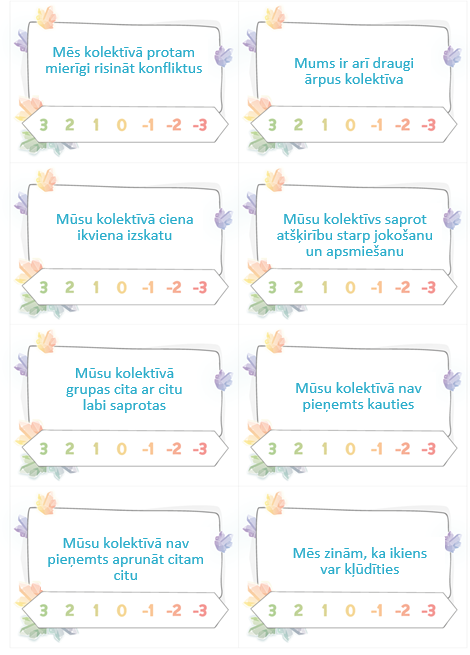 Mēs kolektīvā protam
mierīgi risināt konfliktus
3 2 1 0 -1 -2 -3
Mums ir arī draugi
ārpus kolektīva
3 2 1 0 -1 -2 -3
Mūsu kolektīvā ciena
ikviena izskatu
3 2 1 0 -1 -2 -3
Mūsu kolektīvs saprot
atšķirību starp jokošanu
un apsmiešanu
3 2 1 0 -1 -2 -3
Mūsu kolektīvā
grupas cita ar citu
labi saprotas
3 2 1 0 -1 -2 -3
Mūsu kolektīvā nav
pieņemts kauties
3 2 1 0 -1 -2 -3
Mūsu kolektīvā nav
pieņemts aprunāt citam
citu
3 2 1 0 -1 -2 -3
Mēs zinām, ka ikiens
var kļūdīties
3 2 1 0 -1 -2 -3